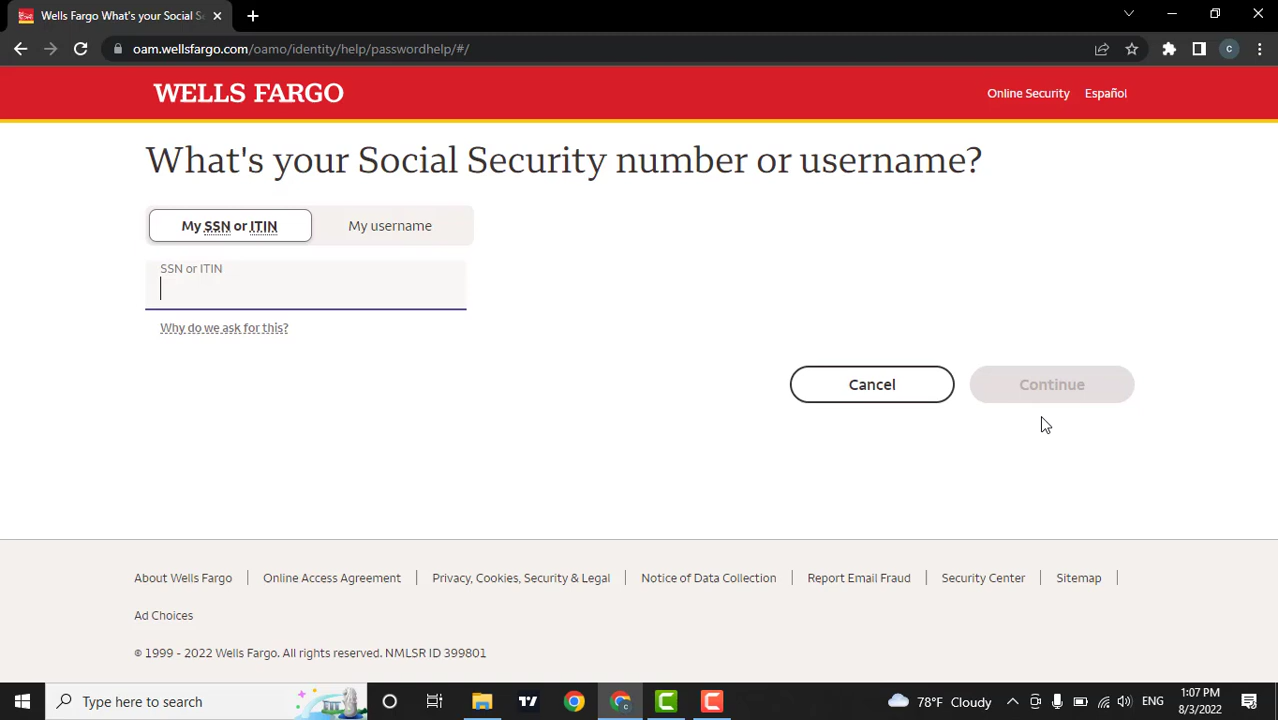 Wells Fargo What's your Social S
oam.wellsfargo.com/oamo/identity/help/passwordhelp/#/
C
WELLS FARGO
Online Security Español
What's your Social Security number or username?
My SSN or ITIN My username
SSN or ITIN
Why do we ask for this?
Cancel Continue
About Wells Fargo Online Access Agreement Privacy, Cookies, Security & Legal Notice of Data Collection Report Email Fraud Security Center Sitemap
Ad Choices
© 1999 - 2022 Wells Fargo. All rights reserved. NMLSR ID 399801
Type here to search 78°F Cloudy ENG 1:07 PM
8/3/2022